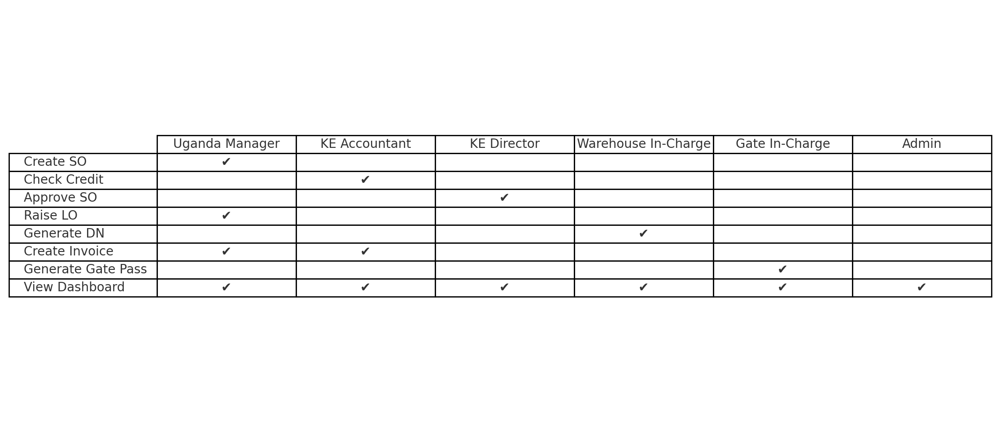 Uganda Manager KE Accountant KE Director Warehouse In-Charge Gate In-Charge Admin
Create SO ✔
Check Credit ✔
Approve SO ✔
Raise LO ✔
Generate DN ✔
Create Invoice ✔ ✔
Generate Gate Pass ✔
View Dashboard ✔ ✔ ✔ ✔ ✔ ✔